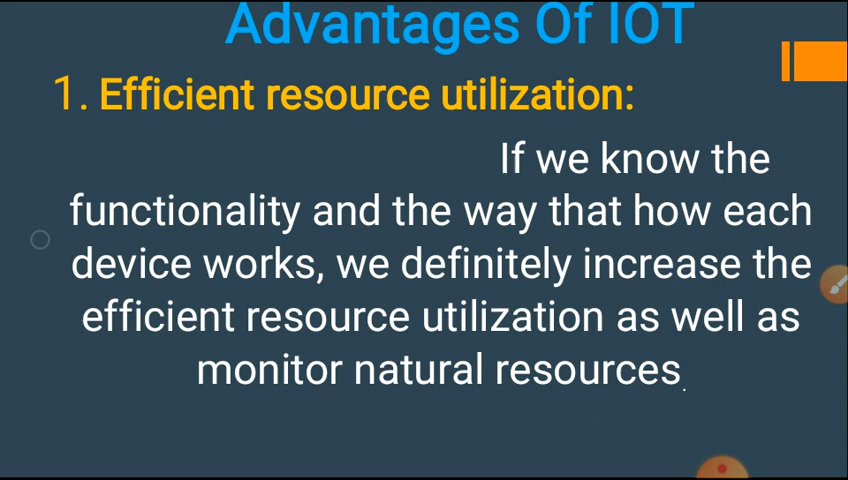 Advantages Of IOT
1. Efficient resource utilization:
If we know the
functionality and the way that how each
device works, we definitely increase the
efficient resource utilization as well as
monitor natural resources.